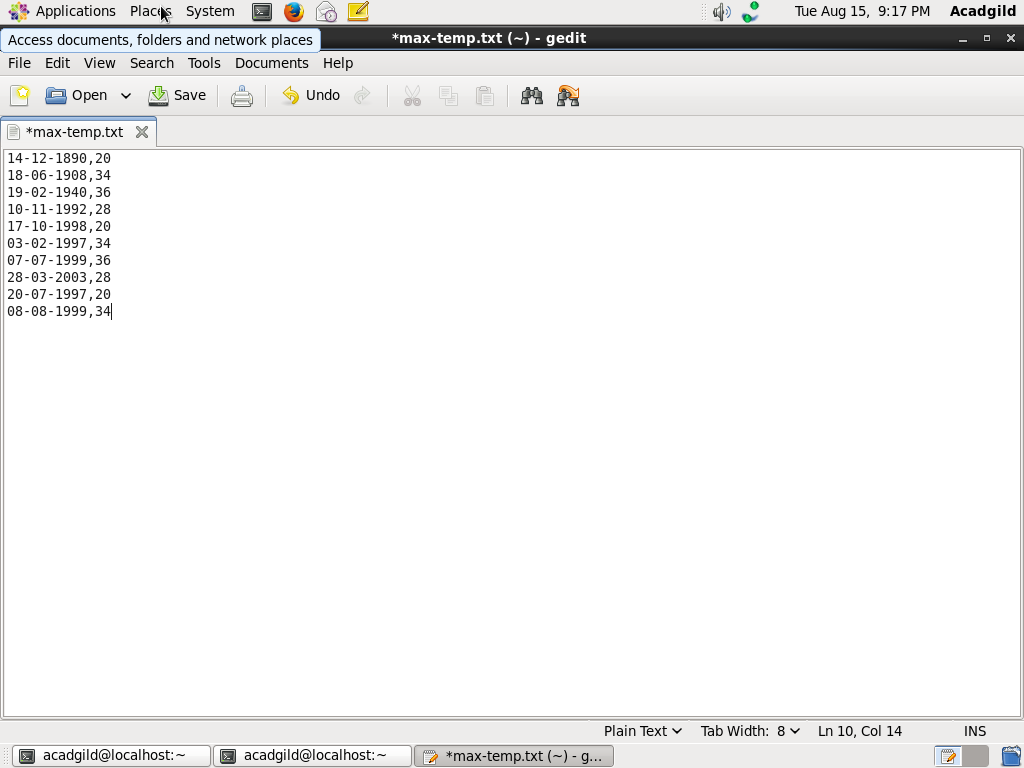 Applications Places System Tue Aug 15, 9:17 PM Acadgild
Access documents, folders and network places
*max-temp.txt (~) - gedit
File Edit View Search Tools Documents Help
Open Save Undo
*max-temp.txt
14-12-1890,20
18-06-1908,34
19-02-1940,36
10-11-1992,28
17-10-1998,20
03-02-1997,34
07-07-1999,36
28-03-2003,28
20-07-1997,20
08-08-1999,34
Plain Text Tab Width: 8 Ln 10, Col 14 INS
acadgild@localhost:~ acadgild@localhost:~ *max-temp.txt (~) - g...